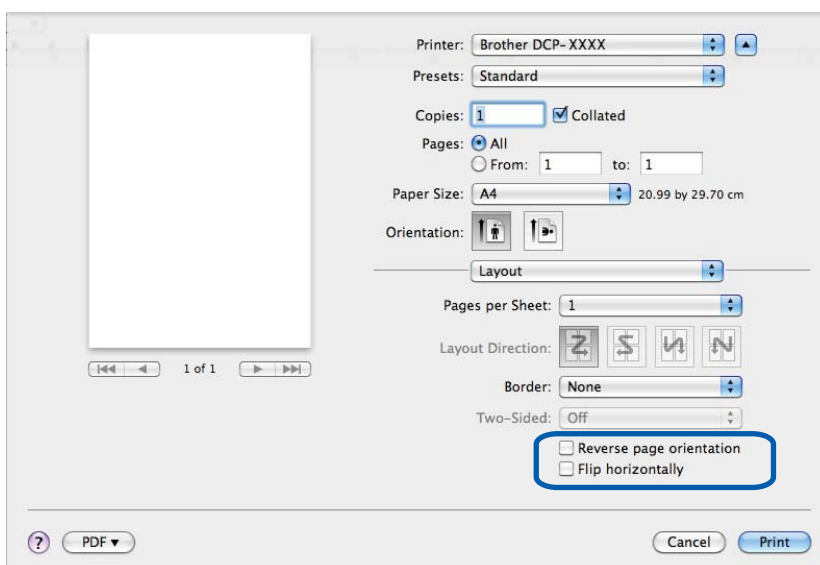 Printer: Brother DCP-XXXX
Presets: Standard
Copies: 1 Collated
Pages: All
From: 1 to: 1
Paper Size: A4 20.99 by 29.70 cm
Orientation:
Layout
Pages per Sheet: 1
Layout Direction:
1 of 1
Border: None
Two-Sided: Off
Reverse page orientation
Flip horizontally
? PDF▼ Cancel Print